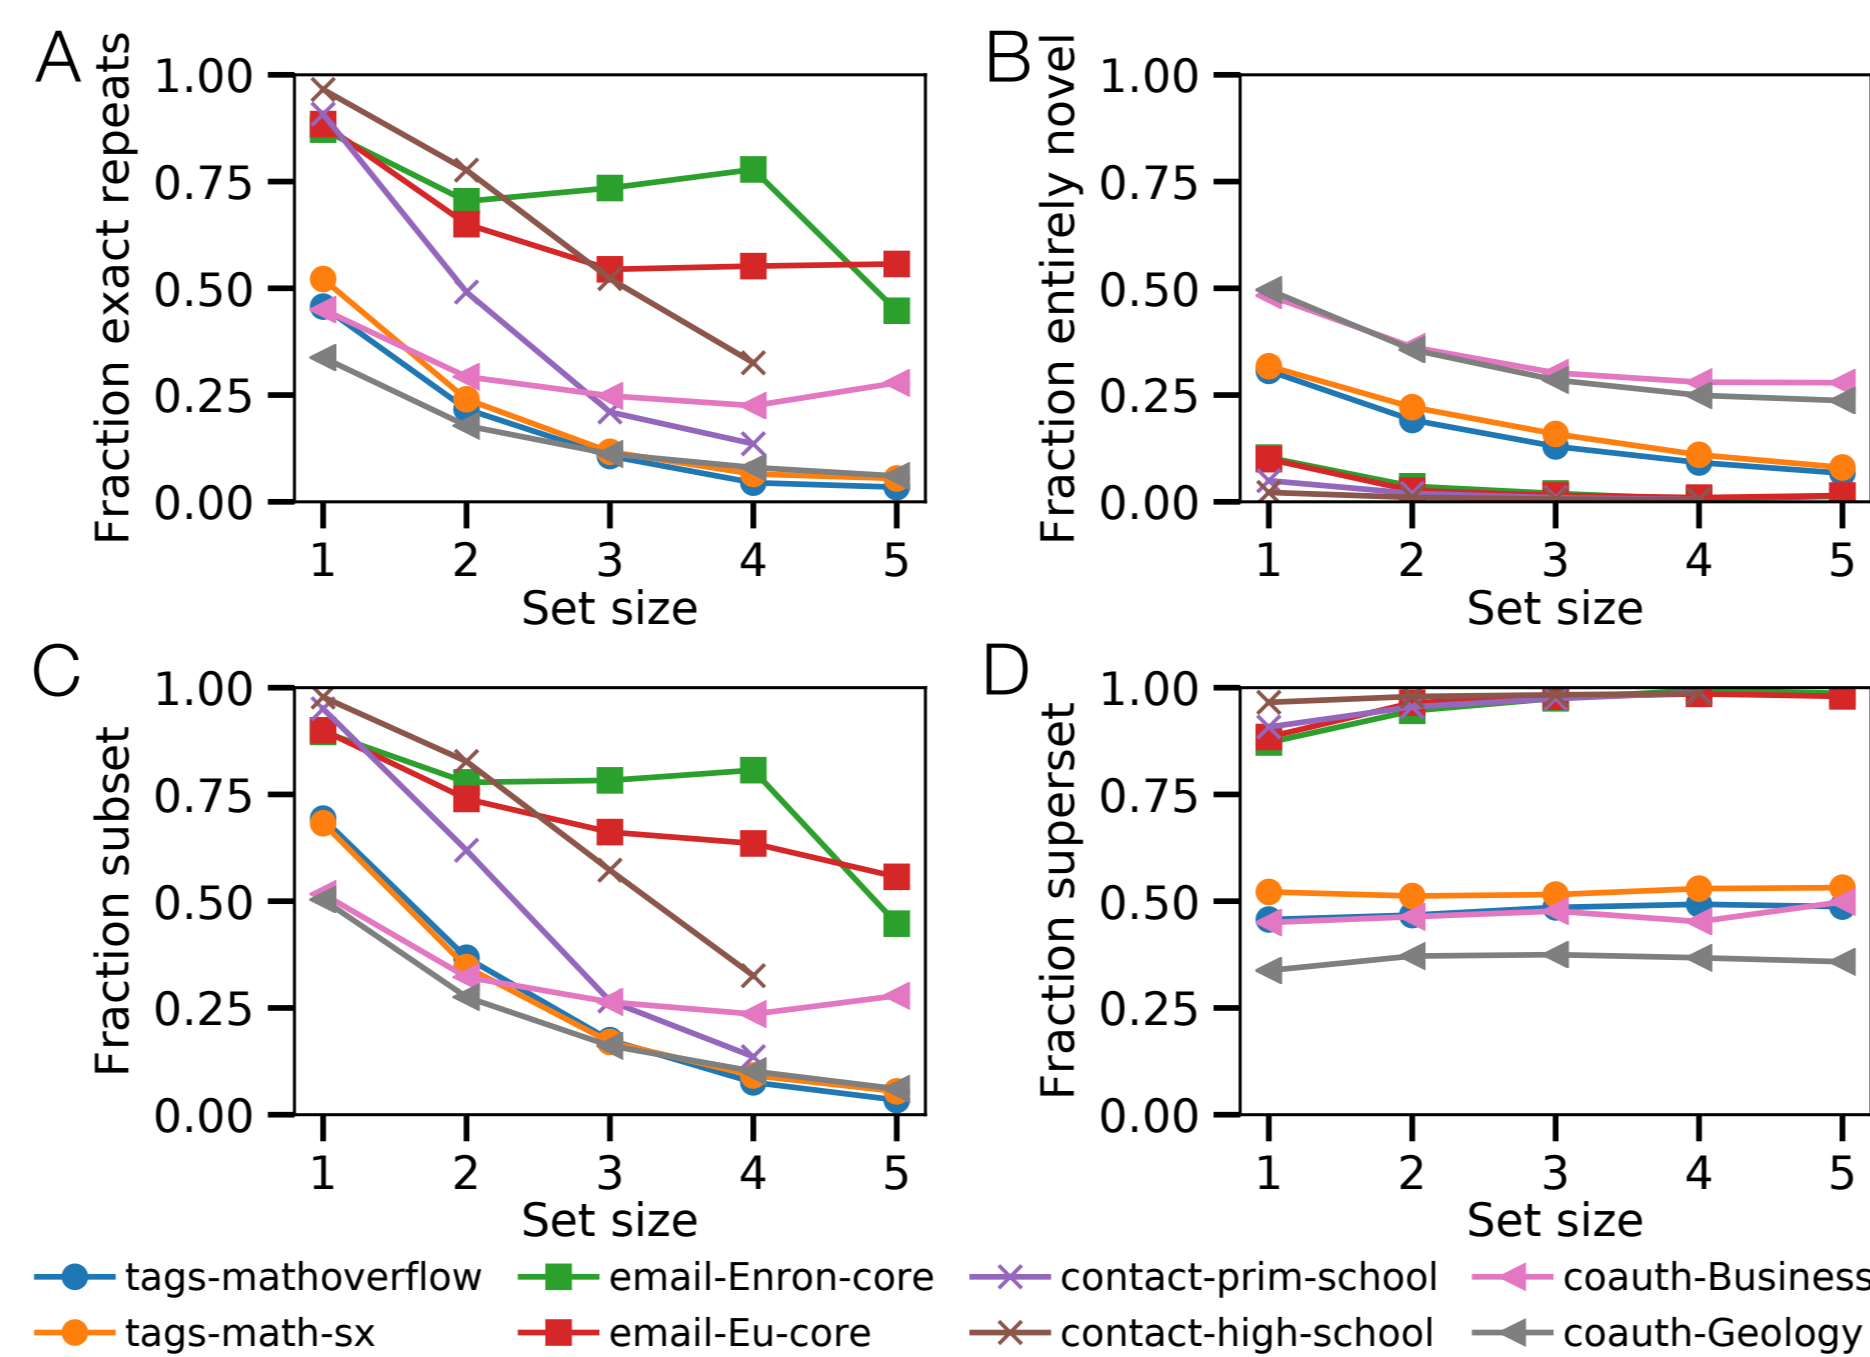 A
Fraction exact repeats
1.00
0.75
0.50
0.25
0.00
1 2 3 4 5
Set size
B
Fraction entirely novel
1.00
0.75
0.50
0.25
0.00
1 2 3 4 5
Set size
C
Fraction subset
1.00
0.75
0.50
0.25
0.00
1 2 3 4 5
Set size
D
Fraction superset
1.00
0.75
0.50
0.25
0.00
1 2 3 4 5
Set size
tags-mathoverflow email-Enron-core contact-prim-school coauth-Business
tags-math-sx email-Eu-core contact-high-school coauth-Geology